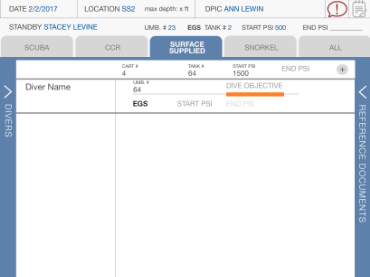 DATE 2/2/2017 LOCATION SS2 max depth: x ft DPIC ANN LEWIN
STANDBY STACEY LEVINE UMB. # 23 EGS TANK # 2 START PSI 500 END PSI
SCUBA CCR SURFACE SUPPLIED SNORKEL ALL
CART # 4 TANK # 64 START PSI 1500 END PSI +
Diver Name UMB. # 64 DIVE OBJECTIVE
EGS START PSI END PSI
DIVERS
REFERENCE DOCUMENTS